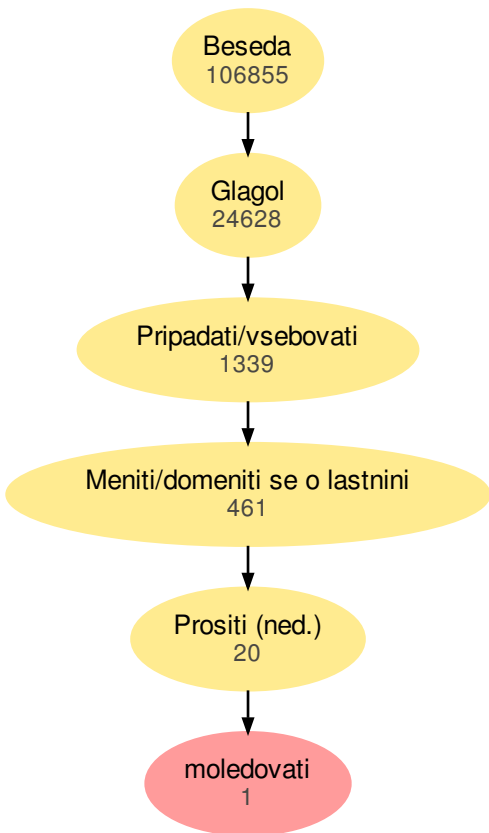 Beseda
106855
Glagol
24628
Pripadati/vsebovati
1339
Meniti/domeniti se o lastnini
461
Prositi (ned.)
20
moledovati
1